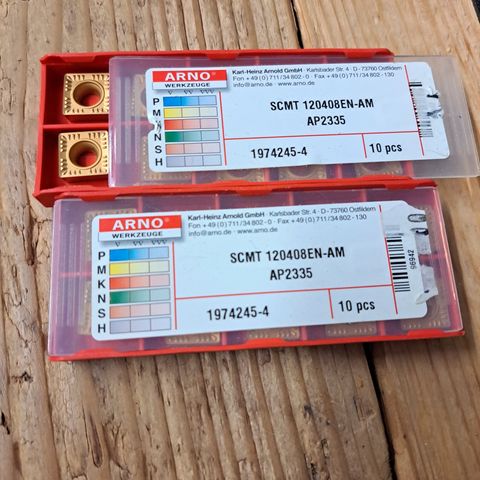 ARNO®
WERKZEUGE
Karl-Heinz Arnold GmbH · Karlsbader Str. 4 · D-73760 Ostfildern
Fon +49 (0) 711/34 802-0 · Fax +49 (0) 711/34 802-130
info@arno.de · www.arno.de
P
M
N
S
H
SCMT 120408EN-AM
AP2335
1974245-4
10 pcs
ARNO®
WERKZEUGE
Karl-Heinz Arnold GmbH · Karlsbader Str. 4 · D-73760 Ostfildern
Fon +49 (0) 711/34 802-0 · Fax +49 (0) 711/34 802-130
info@arno.de · www.arno.de
P
M
K
N
S
H
SCMT 120408EN-AM
AP2335
1974245-4
10 pcs
96942